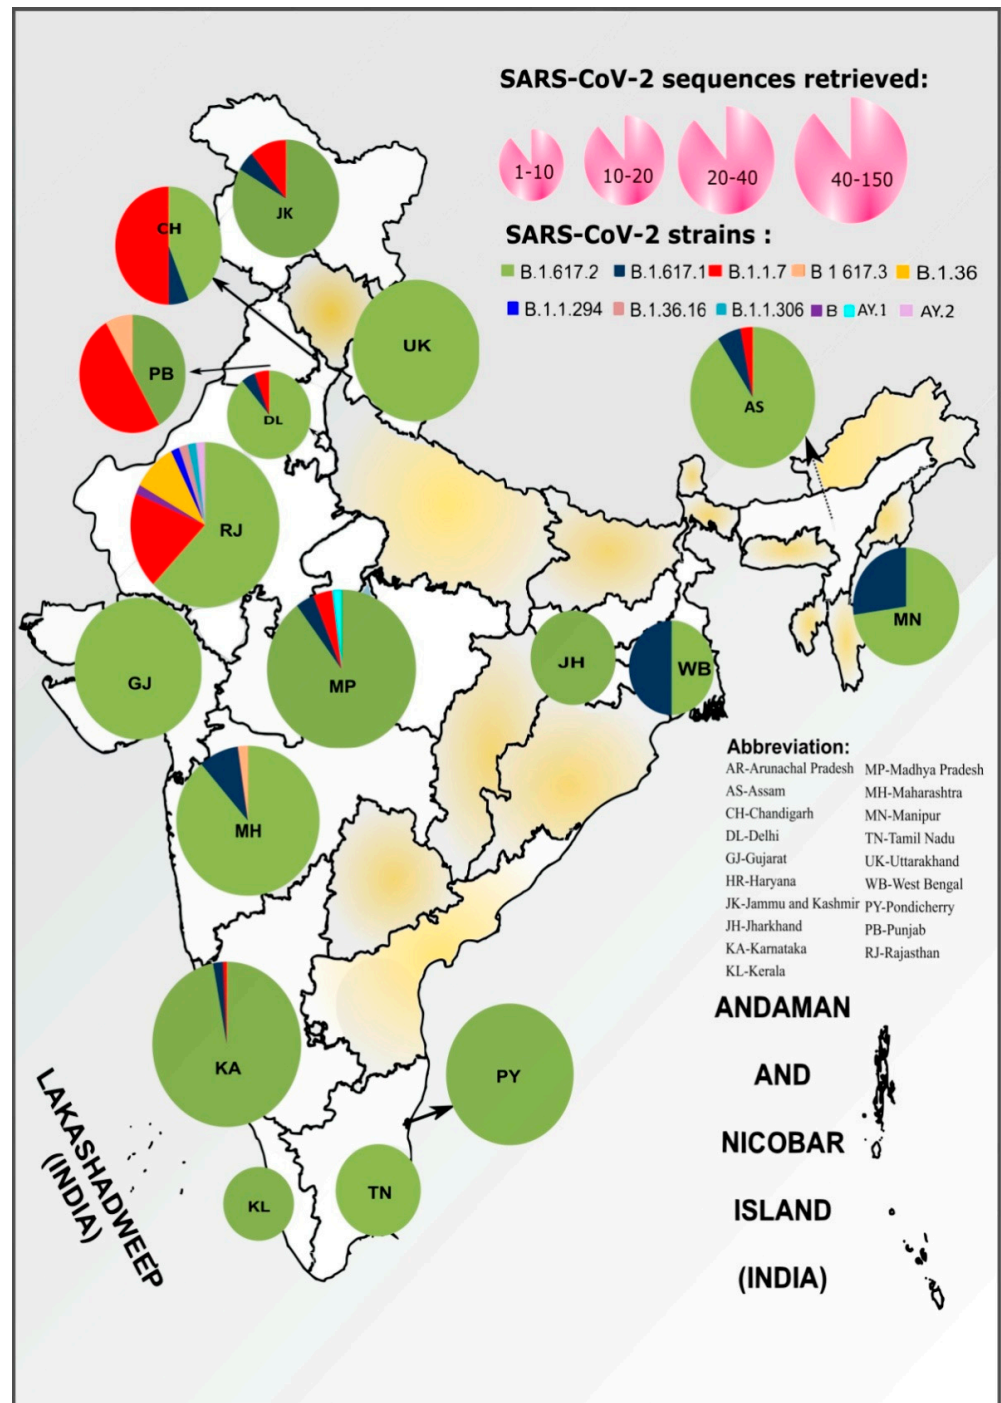 SARS-CoV-2 sequences retrieved:
1-10 10-20 20-40 40-150
SARS-CoV-2 strains :
B.1.617.2 B.1.617.1 B.1.1.7 B 1 617.3 B.1.36
B.1.1.294 B.1.36.16 B.1.1.306 B AY.1 AY.2
JK
CH
UK
PB
DL
AS
RJ
MN
GJ
MP
JH
WB
MH
KA
PY
KL
TN
Abbreviation:
AR-Arunachal Pradesh
AS-Assam
CH-Chandigarh
DL-Delhi
GJ-Gujarat
HR-Haryana
JK-Jammu and Kashmir
JH-Jharkhand
KA-Karnataka
KL-Kerala
MP-Madhya Pradesh
MH-Maharashtra
MN-Manipur
TN-Tamil Nadu
UK-Uttarakhand
WB-West Bengal
PY-Pondicherry
PB-Punjab
RJ-Rajasthan
LAKASHADWEEP
(INDIA)
ANDAMAN
AND
NICOBAR
ISLAND
(INDIA)